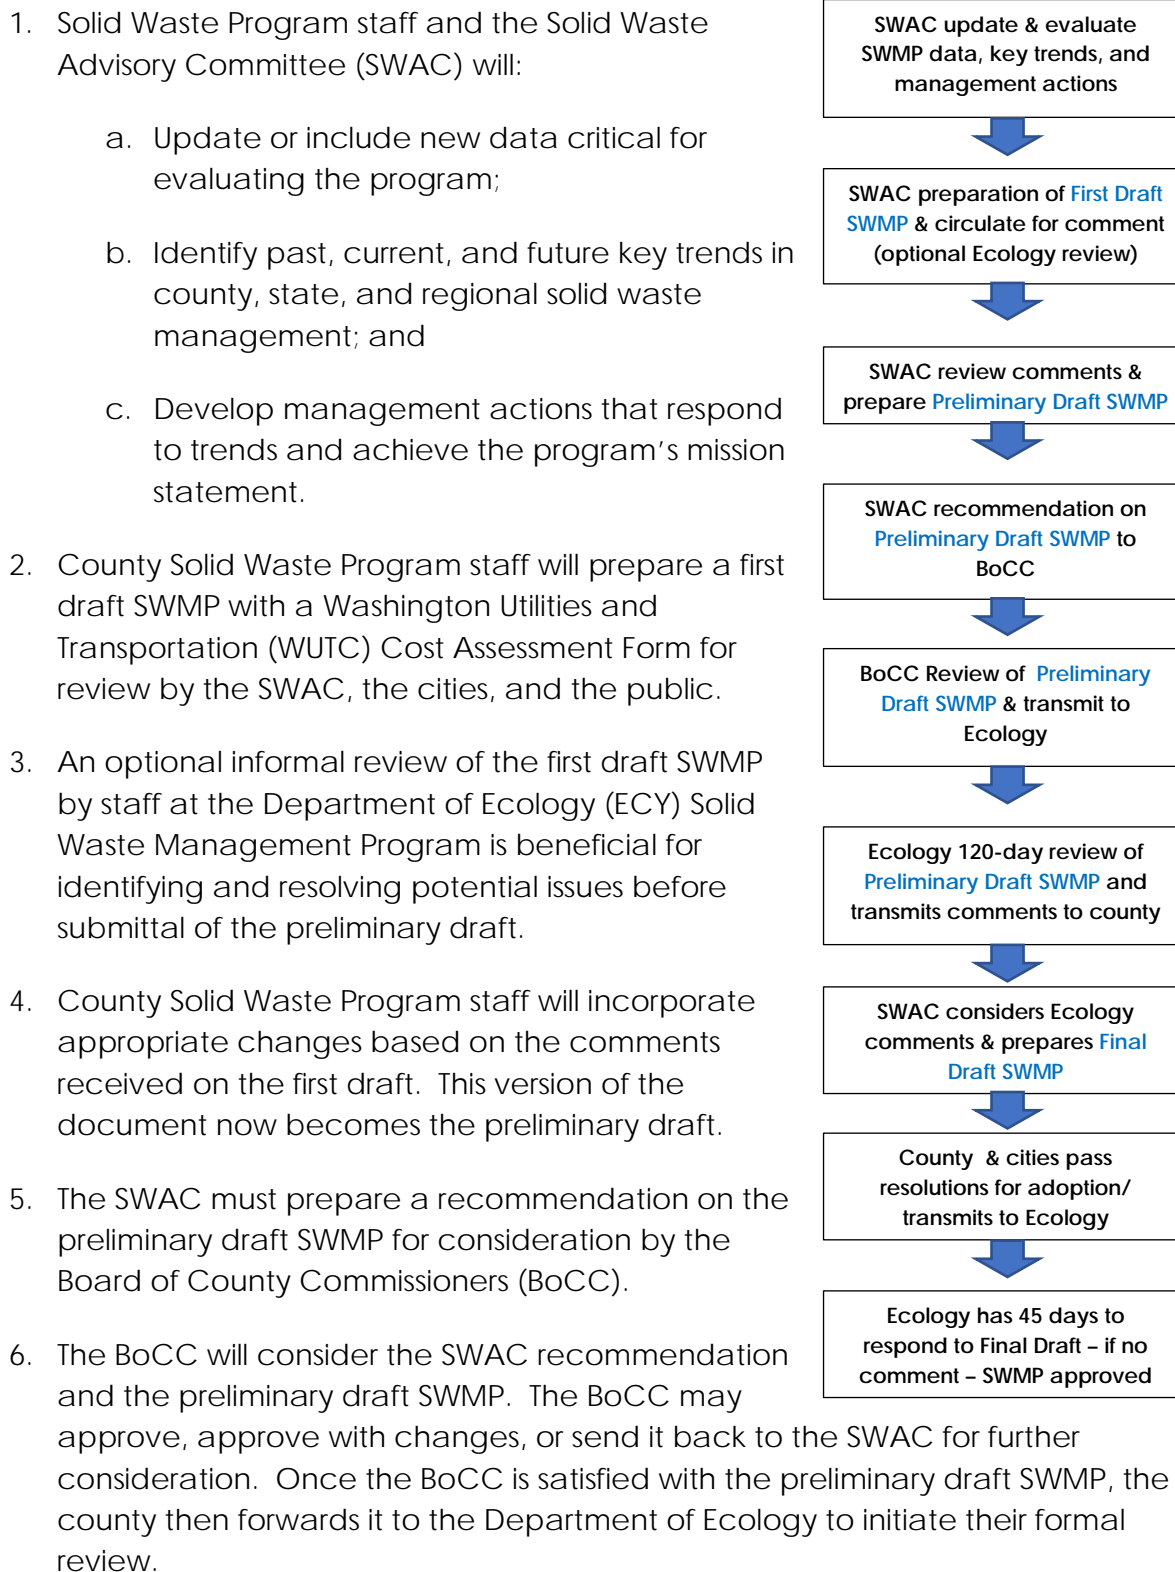 1. Solid Waste Program staff and the Solid Waste
Advisory Committee (SWAC) will:
a. Update or include new data critical for
evaluating the program;
b. Identify past, current, and future key trends in
county, state, and regional solid waste
management; and
c. Develop management actions that respond
to trends and achieve the program’s mission
statement.
2. County Solid Waste Program staff will prepare a first
draft SWMP with a Washington Utilities and
Transportation (WUTC) Cost Assessment Form for
review by the SWAC, the cities, and the public.
3. An optional informal review of the first draft SWMP
by staff at the Department of Ecology (ECY) Solid
Waste Management Program is beneficial for
identifying and resolving potential issues before
submittal of the preliminary draft.
4. County Solid Waste Program staff will incorporate
appropriate changes based on the comments
received on the first draft. This version of the
document now becomes the preliminary draft.
5. The SWAC must prepare a recommendation on the
preliminary draft SWMP for consideration by the
Board of County Commissioners (BoCC).
6. The BoCC will consider the SWAC recommendation
and the preliminary draft SWMP. The BoCC may
approve, approve with changes, or send it back to the SWAC for further
consideration. Once the BoCC is satisfied with the preliminary draft SWMP, the
county then forwards it to the Department of Ecology to initiate their formal
review.
SWAC update & evaluate
SWMP data, key trends, and
management actions
SWAC preparation of First Draft
SWMP & circulate for comment
(optional Ecology review)
SWAC review comments &
prepare Preliminary Draft SWMP
SWAC recommendation on
Preliminary Draft SWMP to
BoCC
BoCC Review of Preliminary
Draft SWMP & transmit to
Ecology
Ecology 120-day review of
Preliminary Draft SWMP and
transmits comments to county
SWAC considers Ecology
comments & prepares Final
Draft SWMP
County & cities pass
resolutions for adoption/
transmits to Ecology
Ecology has 45 days to
respond to Final Draft – if no
comment – SWMP approved